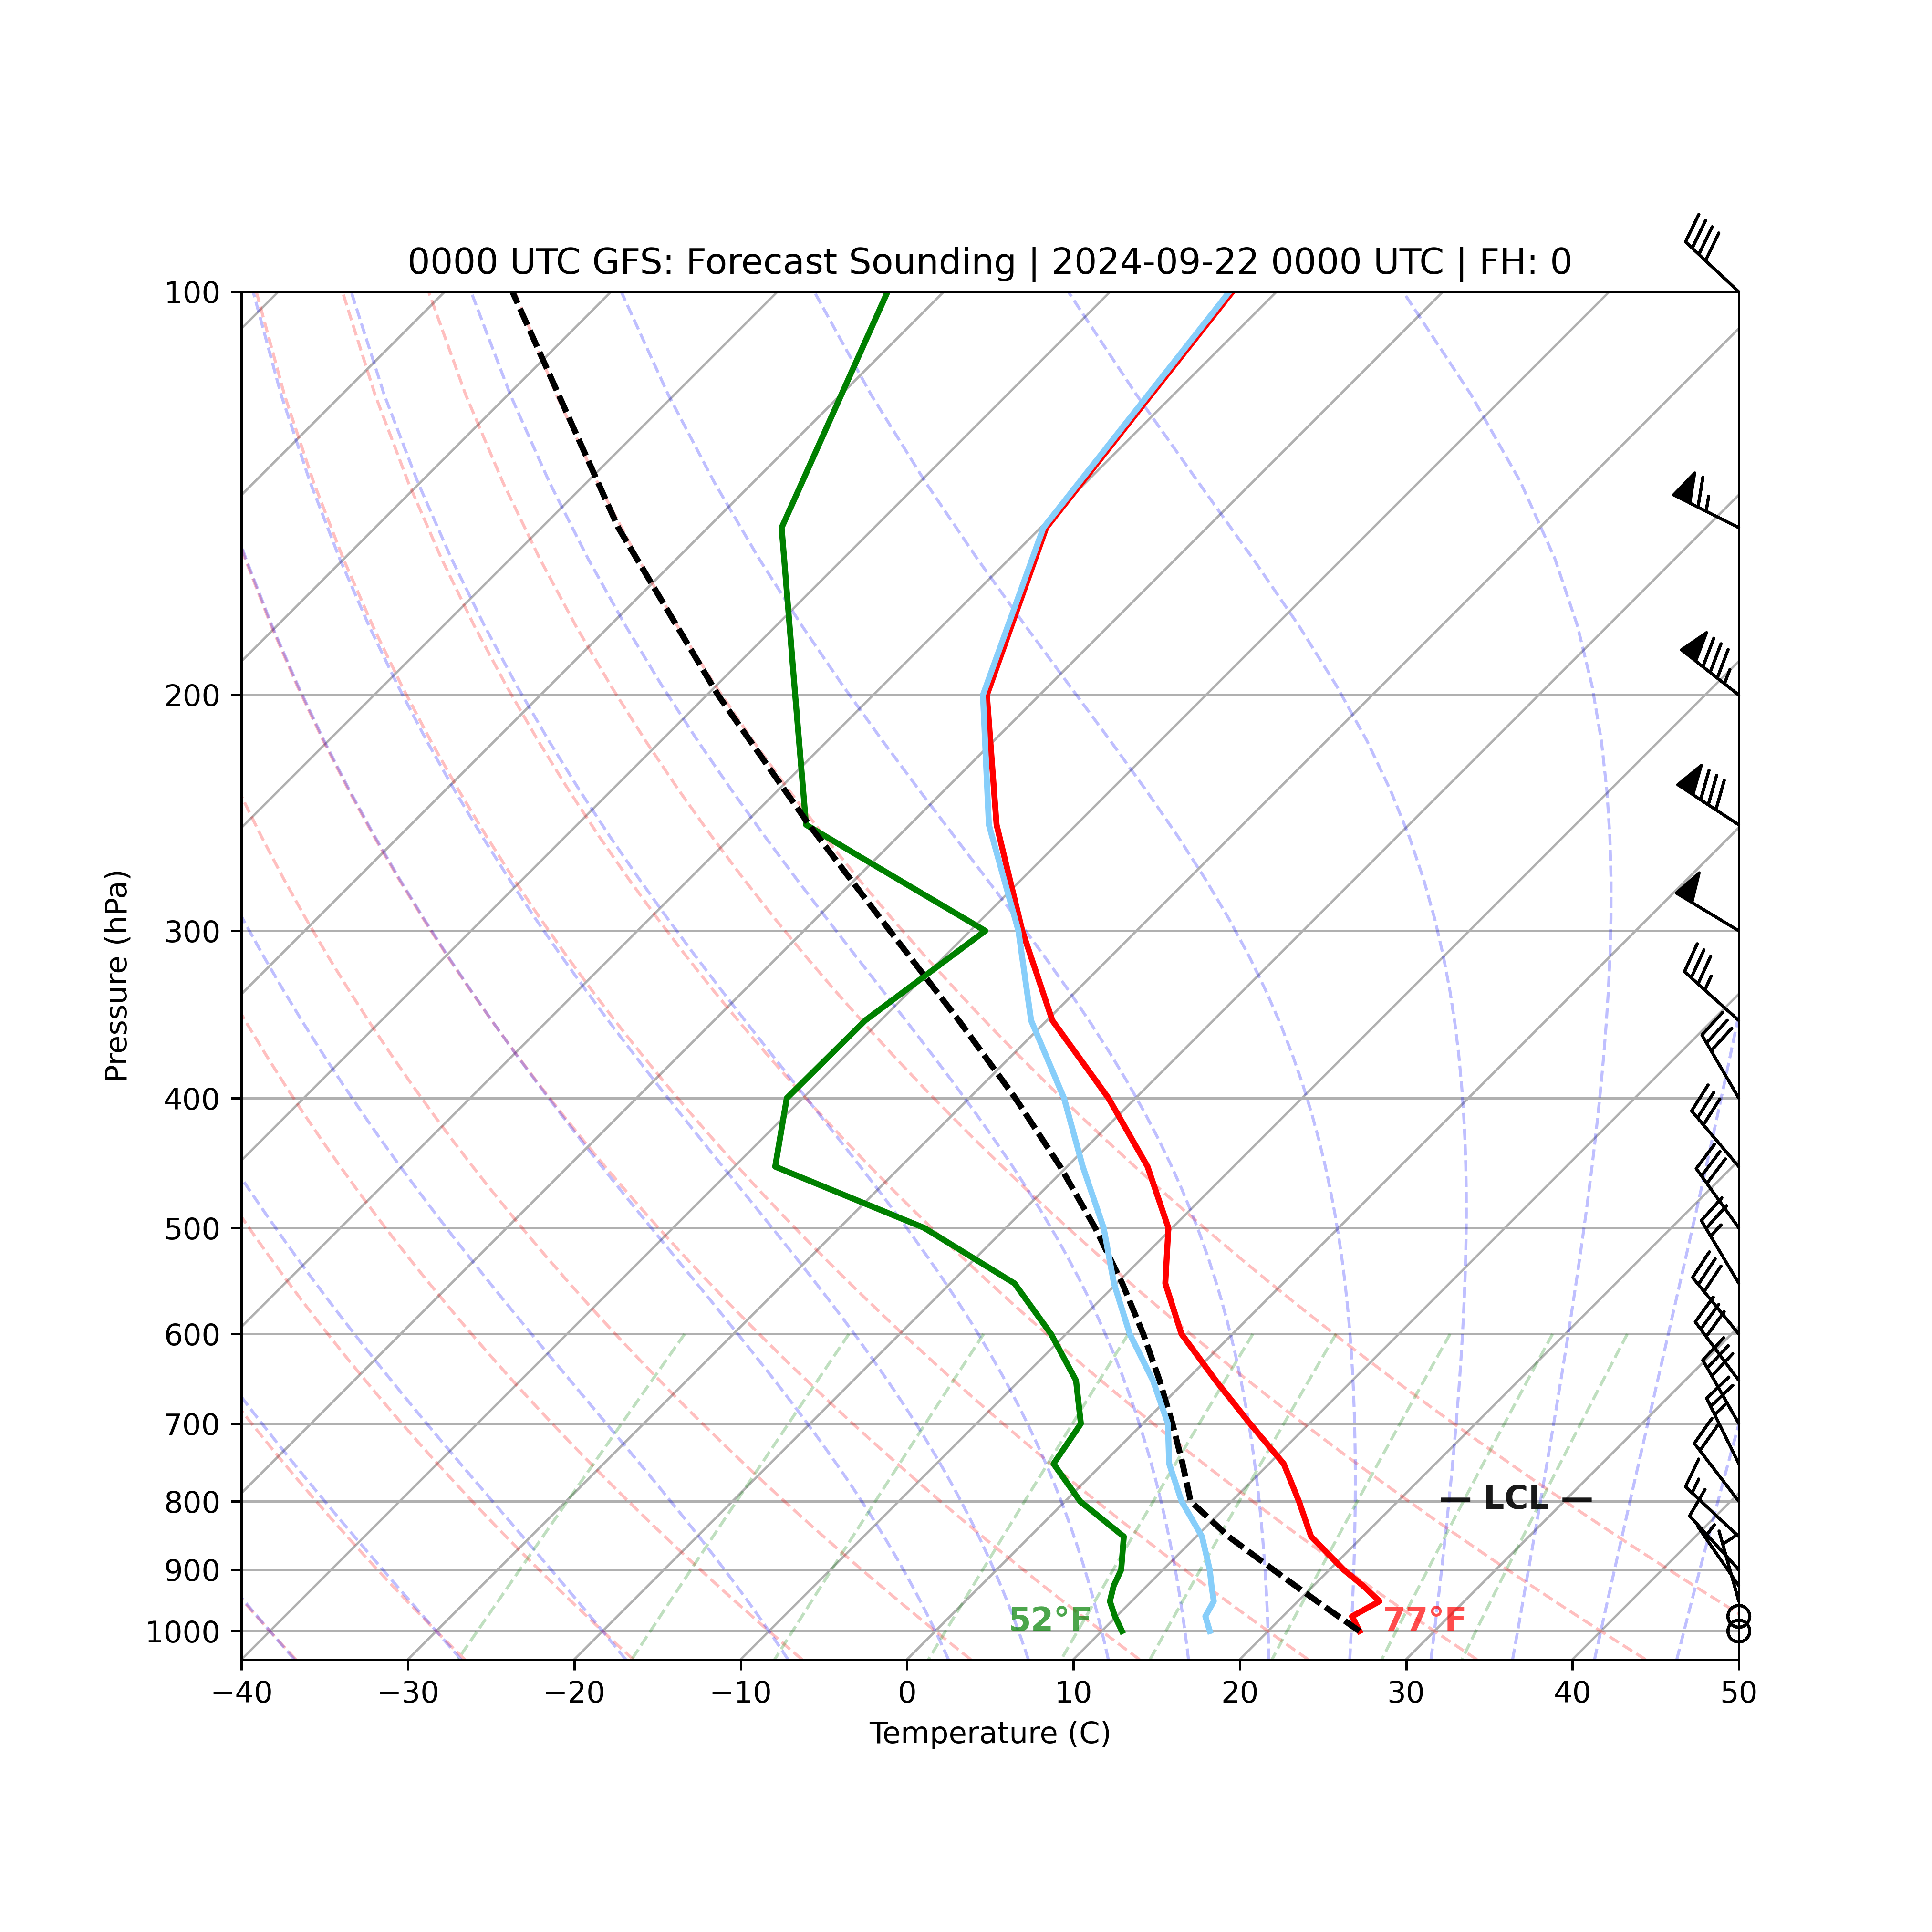 0000 UTC GFS: Forecast Sounding | 2024-09-22 0000 UTC | FH: 0
100
200
300
400
500
600
700
800
900
1000
Pressure (hPa)
LCL
52°F
77°F
−40 −30 −20 −10 0 10 20 30 40 50
Temperature (C)